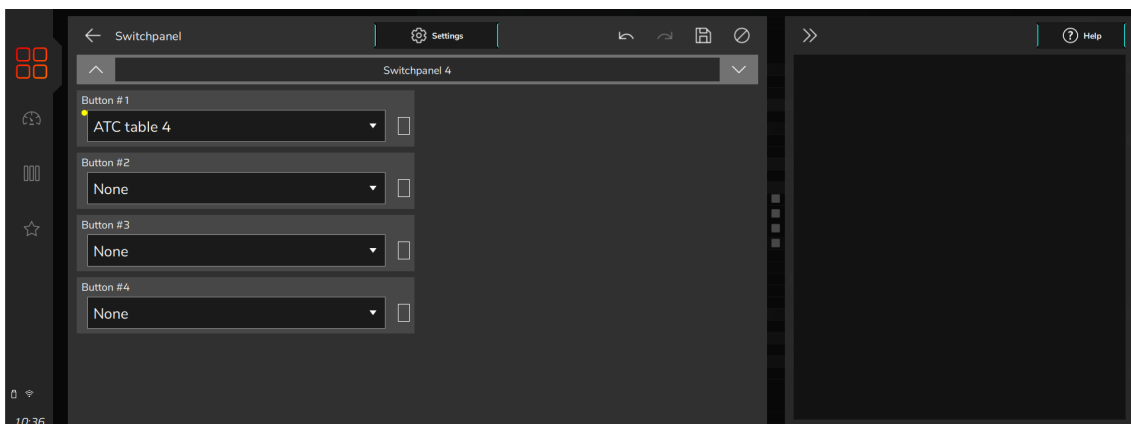 Switchpanel
Settings
Help
Switchpanel 4
Button #1
ATC table 4
Button #2
None
Button #3
None
Button #4
None
10:36